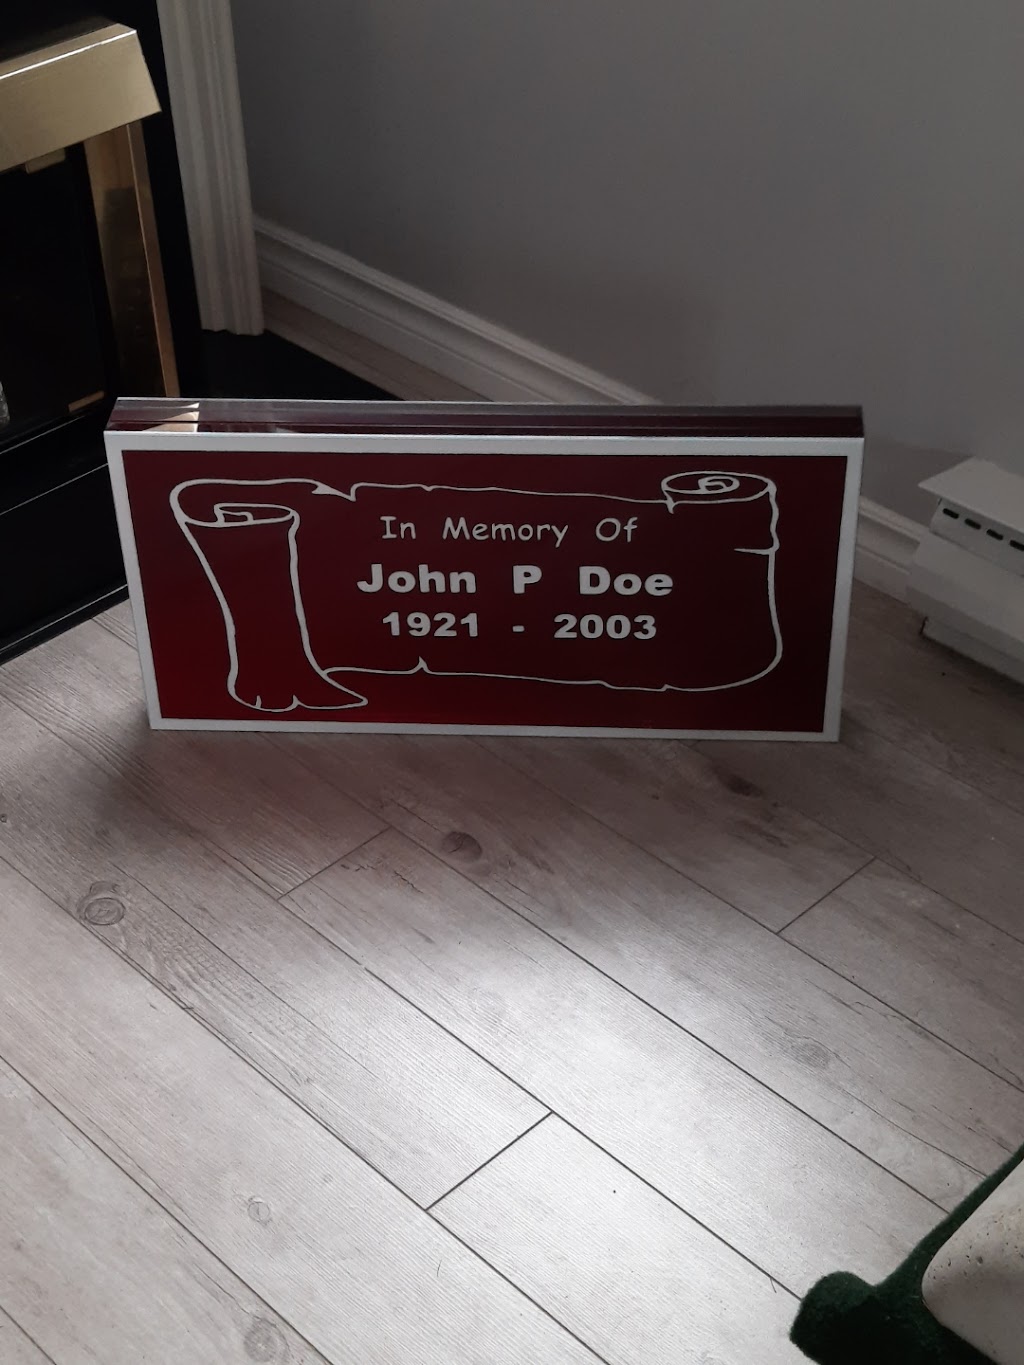 In Memory Of
John P Doe
1921 - 2003